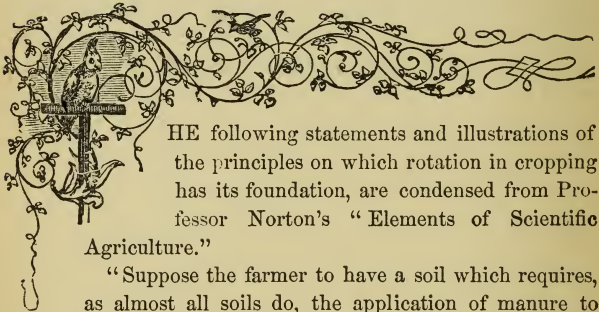 THE following statements and illustrations of
the principles on which rotation in cropping
has its foundation, are condensed from Pro-
fessor Norton's “Elements of Scientific
Agriculture.”
“Suppose the farmer to have a soil which requires,
as almost all soils do, the application of manure to